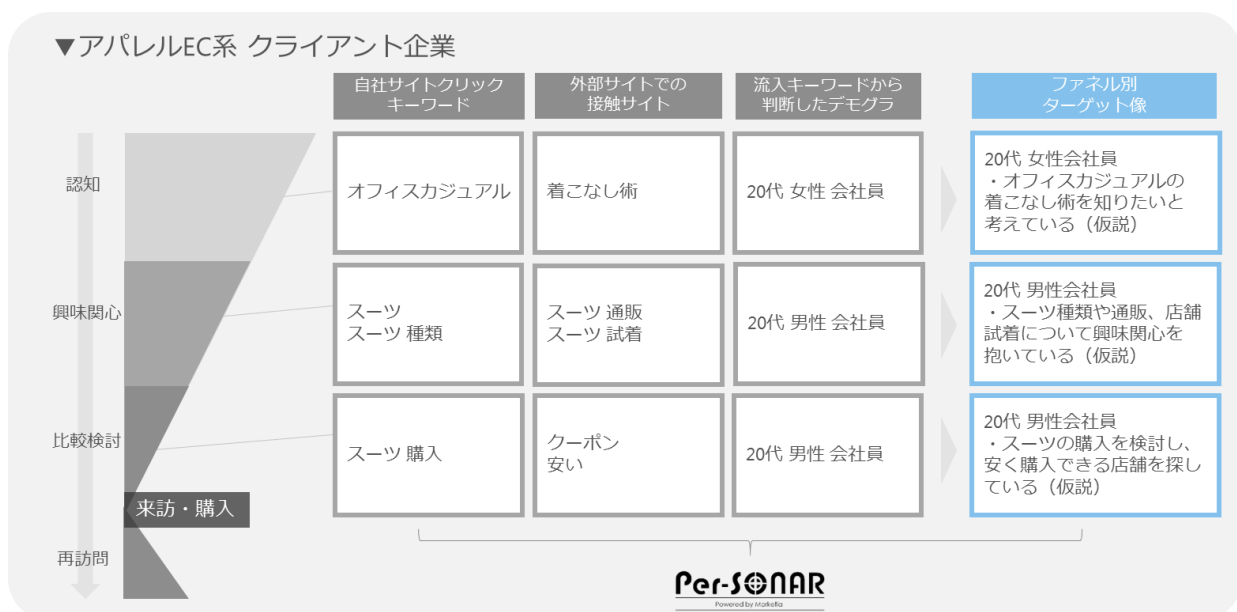 ▼アパレルEC系 クライアント企業
自社サイトクリック
キーワード
外部サイトでの
接触サイト
流入キーワードから
判断したデモグラ
ファネル別
ターゲット像
認知
オフィスカジュアル
着こなし術
20代 女性 会社員
20代 女性会社員
・オフィスカジュアルの
着こなし術を知りたいと
考えている（仮説）
興味関心
スーツ
スーツ 種類
スーツ 通販
スーツ 試着
20代 男性 会社員
20代 男性会社員
・スーツ種類や通販、店舗
試着について興味関心を
抱いている（仮説）
比較検討
スーツ 購入
クーポン
安い
20代 男性 会社員
20代 男性会社員
・スーツの購入を検討し、
安く購入できる店舗を探し
ている（仮説）
来訪・購入
再訪問
Per-SONAR
Powered by Marketia